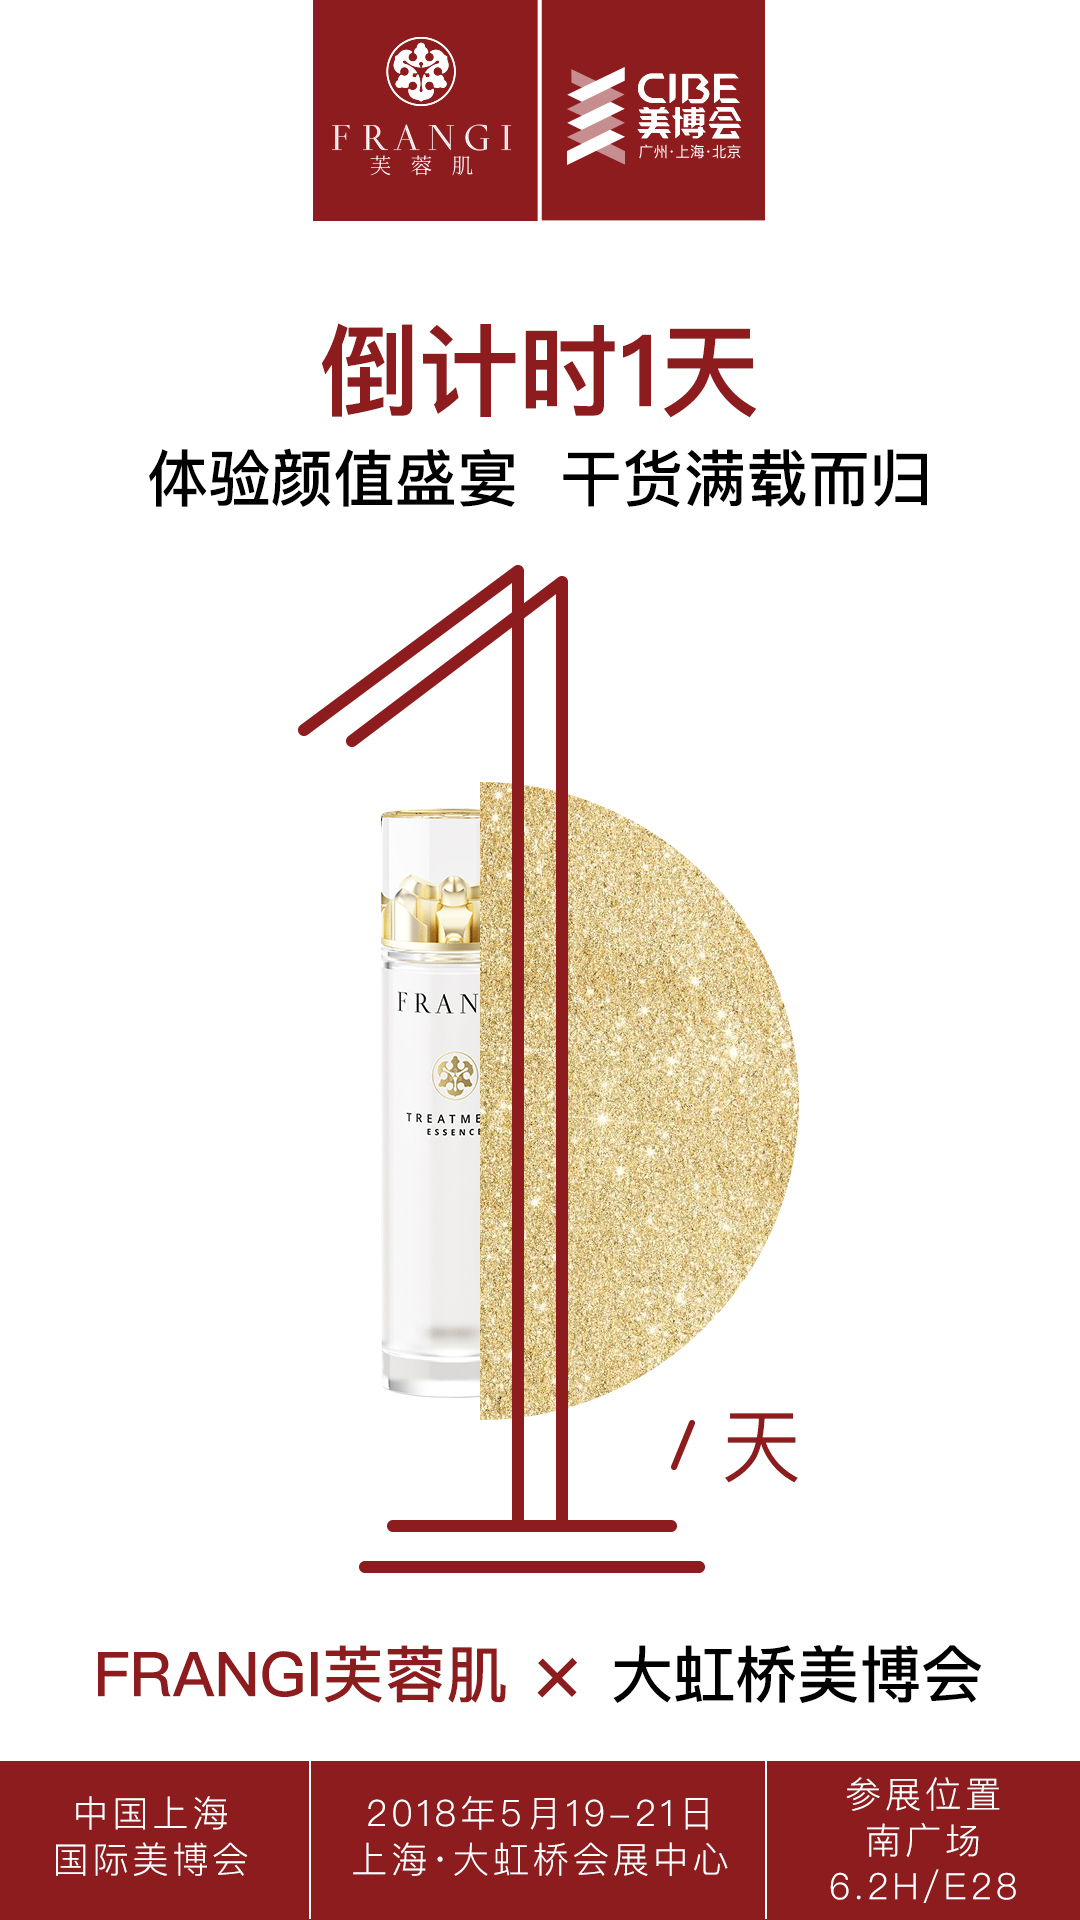 FRANGI
芙蓉肌
CIBE
美博会
广州·上海·北京
倒计时1天
体验颜值盛宴 干货满载而归
FRAN
TREATME
ESSENCE
/ 天
FRANGI芙蓉肌 × 大虹桥美博会
中国上海
国际美博会
2018年5月19-21日
上海·大虹桥会展中心
参展位置
南广场
6.2H/E28